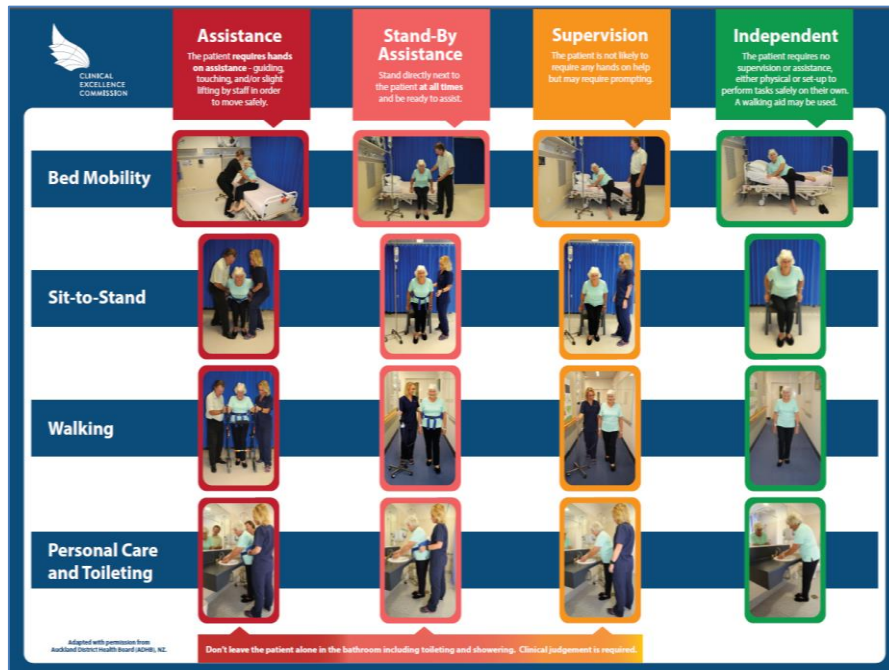 CLINICAL
EXCELLENCE
COMMISSION
Assistance
The patient requires hands
on assistance - guiding,
touching, and/or slight
lifting by staff in order
to move safely.
Stand-By
Assistance
Stand directly next to
the patient at all times
and be ready to assist.
Supervision
The patient is not likely to
require any hands on help
but may require prompting.
Independent
The patient requires no
supervision or assistance,
either physical or set-up to
perform tasks safely on their own.
A walking aid may be used.
Bed Mobility
Sit-to-Stand
Walking
Personal Care
and Toileting
Adapted with permission from
Auckland District Health Board (ADHB), NZ.
Don't leave the patient alone in the bathroom including toileting and showering. Clinical judgement is required.